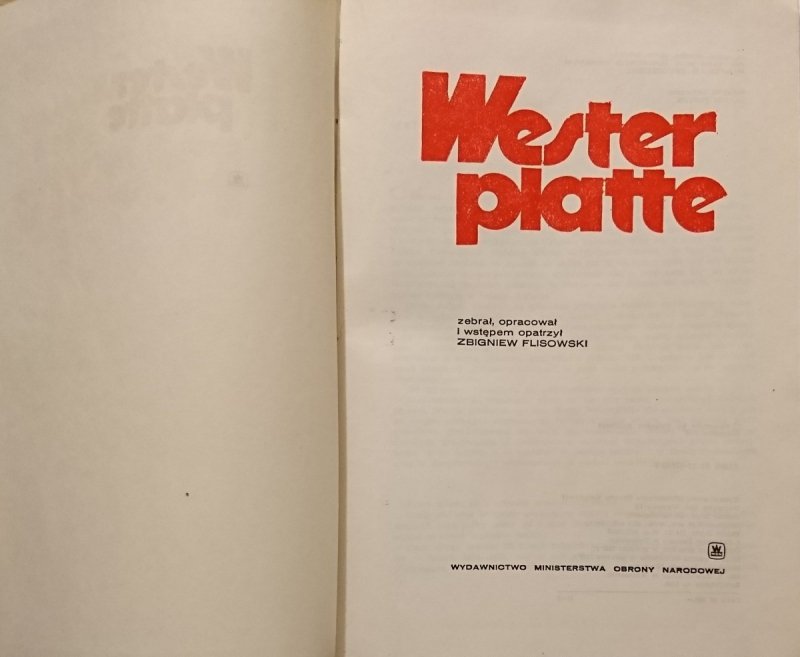 Wester
platte
zebrał, opracował
i wstępem opatrzył
ZBIGNIEW FLISOWSKI
WYDAWNICTWO MINISTERSTWA OBRONY NARODOWEJ